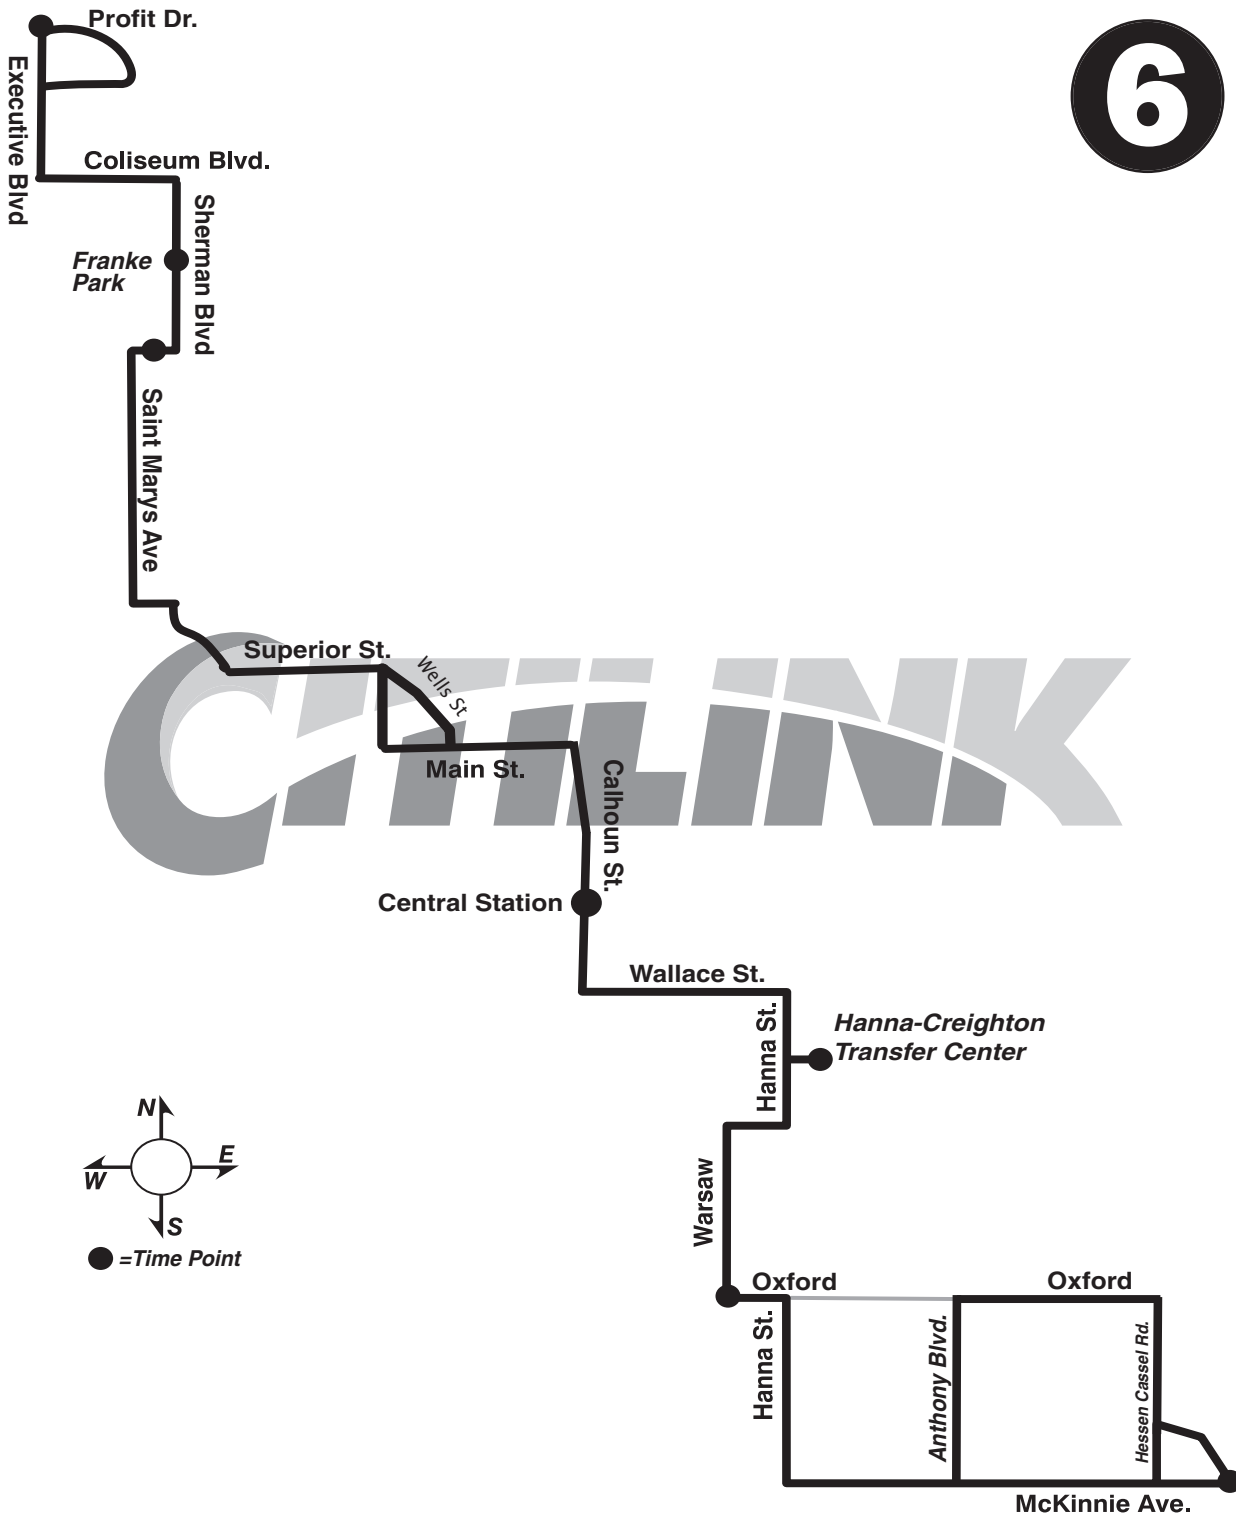 Profit Dr.
6
Executive Blvd
Coliseum Blvd.
Sherman Blvd
Franke
Park
Saint Marys Ave
Superior St.
Wells St
CITILINK
Main St.
Calhoun St.
Central Station
Wallace St.
Hanna St.
Hanna-Creighton
Transfer Center
N
W
E
S
=Time Point
Warsaw
Oxford
Oxford
Hanna St.
Anthony Blvd.
Hessen Cassel Rd.
McKinnie Ave.